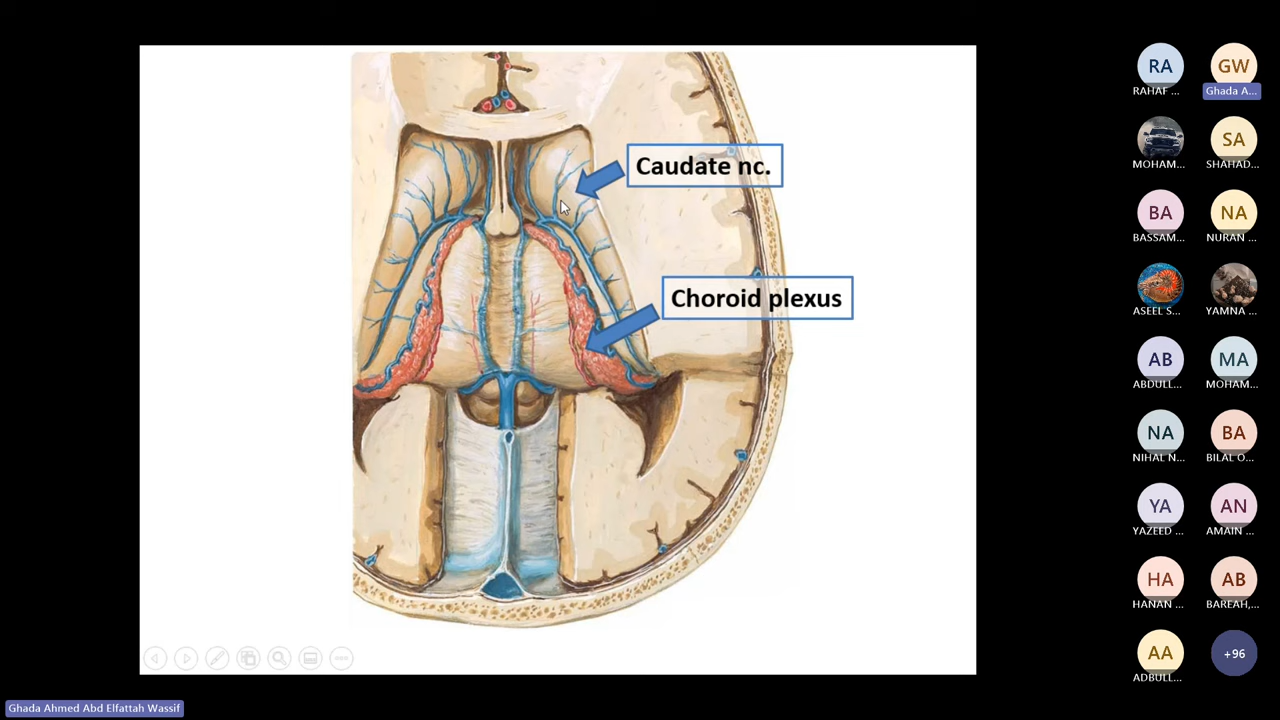 Caudate nc.
Choroid plexus
RA
RAHAF ...
GW
Ghada A...
MOHAM...
SA
SHAHAD...
BA
BASSAM...
NA
NURAN ...
ASEEL S...
YAMNA ...
AB
ABDULL...
MA
MOHAM...
NA
NIHAL N...
BA
BILAL O...
YA
YAZEED ...
AN
AMAIN ...
HA
HANAN ...
AB
BAREAH,...
AA
ADBULL...
+96
Ghada Ahmed Abd Elfattah Wassif